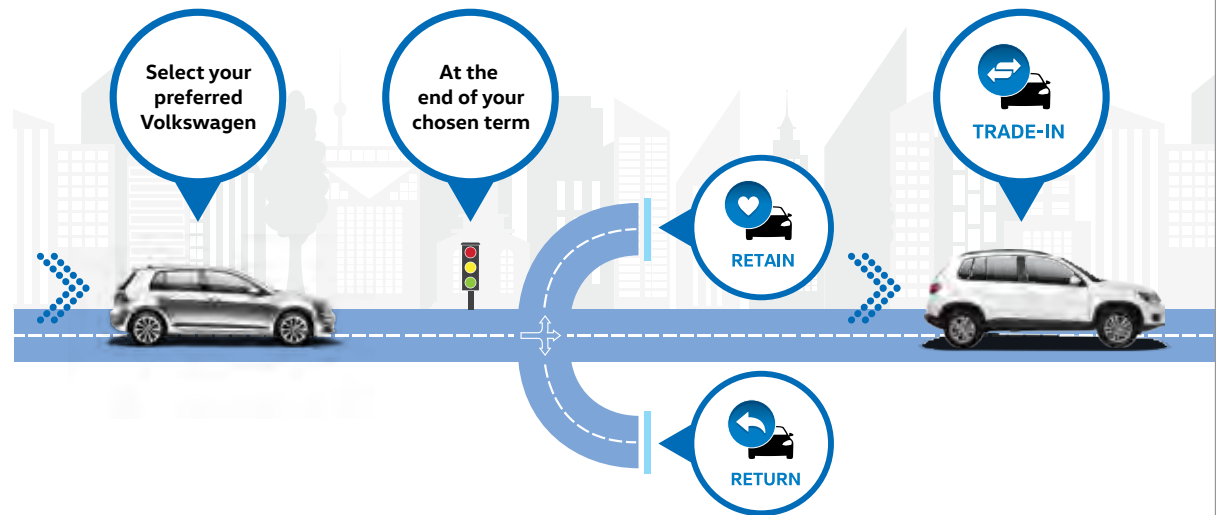 Select your
preferred
Volkswagen
At the
end of your
chosen term
TRADE-IN
RETAIN
RETURN